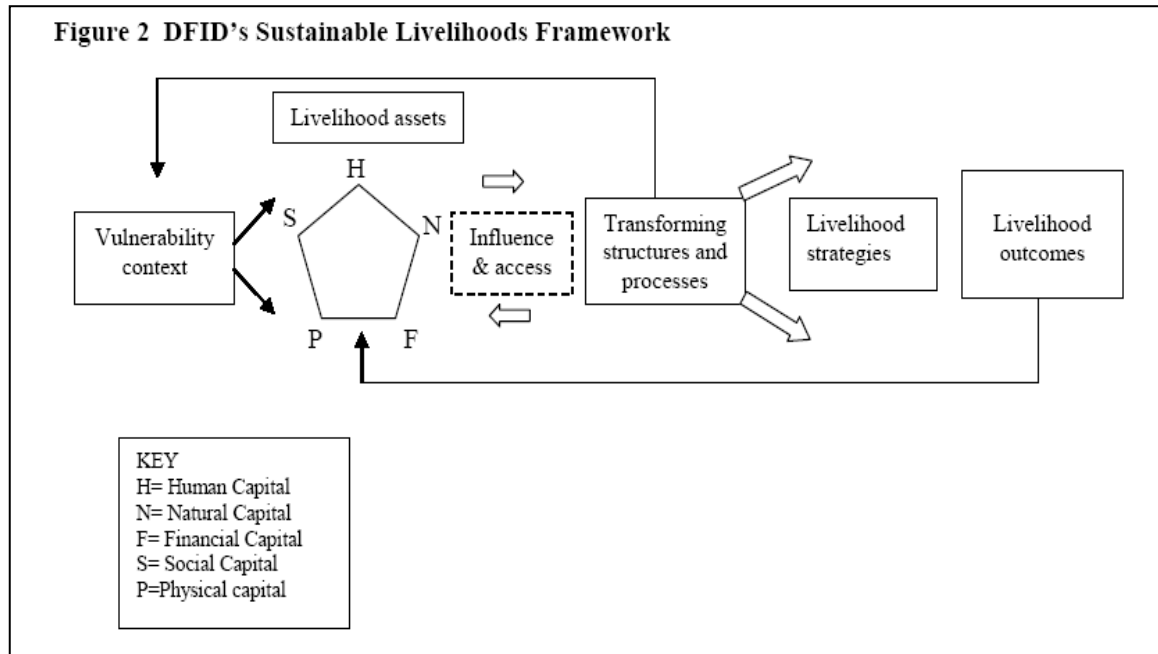 Figure 2 DFID's Sustainable Livelihoods Framework
Livelihood assets
H
S
N
P
F
Vulnerability
context
Influence
& access
Transforming
structures and
processes
Livelihood
strategies
Livelihood
outcomes
KEY
H= Human Capital
N= Natural Capital
F= Financial Capital
S= Social Capital
P=Physical capital